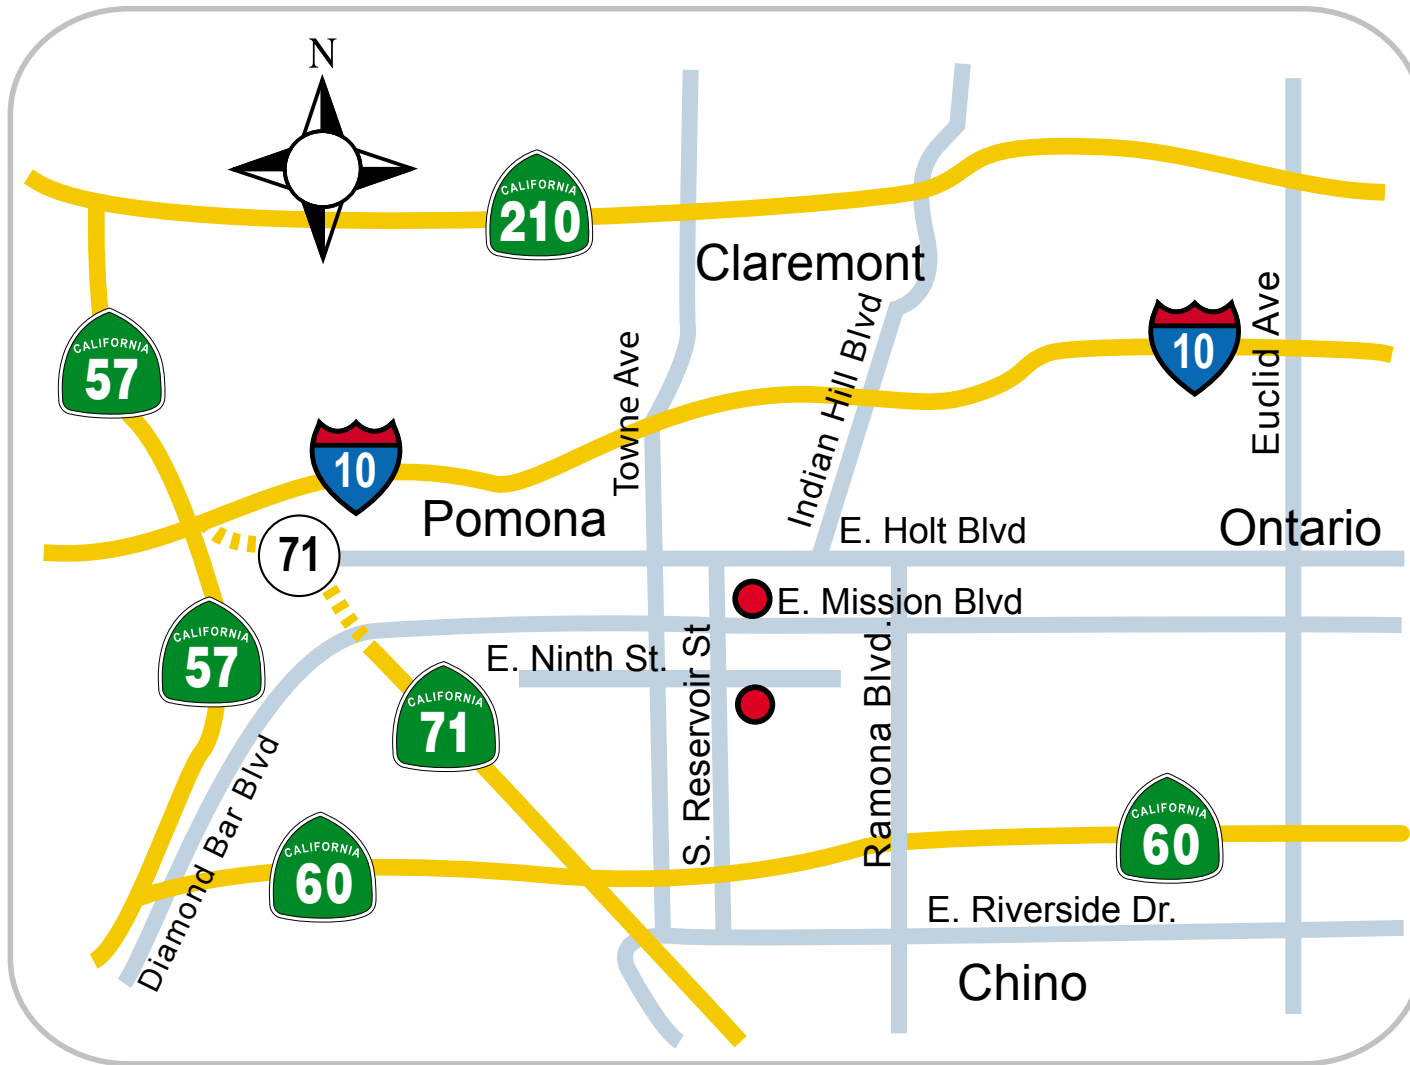 N
CALIFORNIA
210
Claremont
CALIFORNIA
57
10
Euclid Ave
Indian Hill Blvd
Towne Ave
10
Pomona
E. Holt Blvd
Ontario
71
E. Mission Blvd
CALIFORNIA
57
E. Ninth St.
S. Reservoir St
Ramona Blvd.
CALIFORNIA
71
Diamond Bar Blvd
CALIFORNIA
60
CALIFORNIA
60
E. Riverside Dr.
Chino